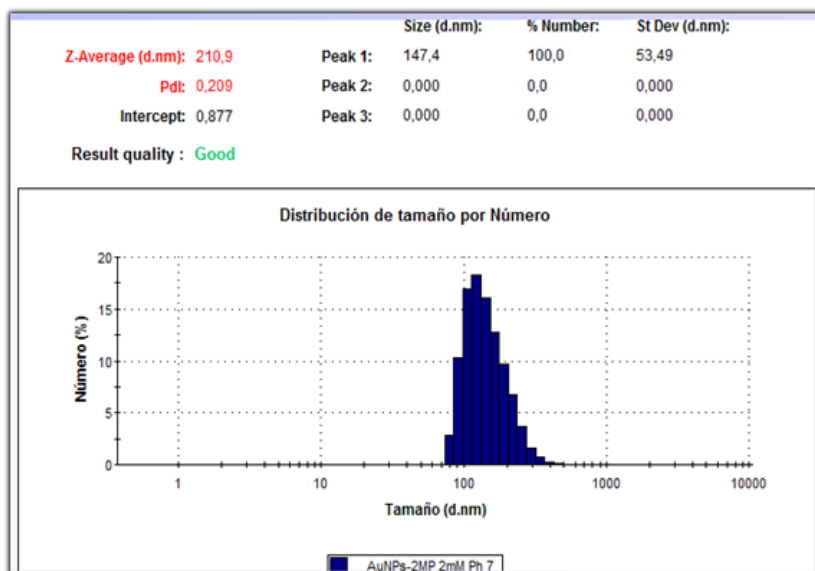 Size (d.nm): % Number: St Dev (d.nm):
Z-Average (d.nm): 210,9 Peak 1: 147,4 100,0 53,49
Pdl: 0,209 Peak 2: 0,000 0,0 0,000
Intercept: 0,877 Peak 3: 0,000 0,0 0,000
Result quality : Good
Distribución de tamaño por Número
20
15
10
5
0
Número (%)
1 10 100 1000 10000
Tamaño (d.nm)
AuNPs-2MP 2mM Ph 7